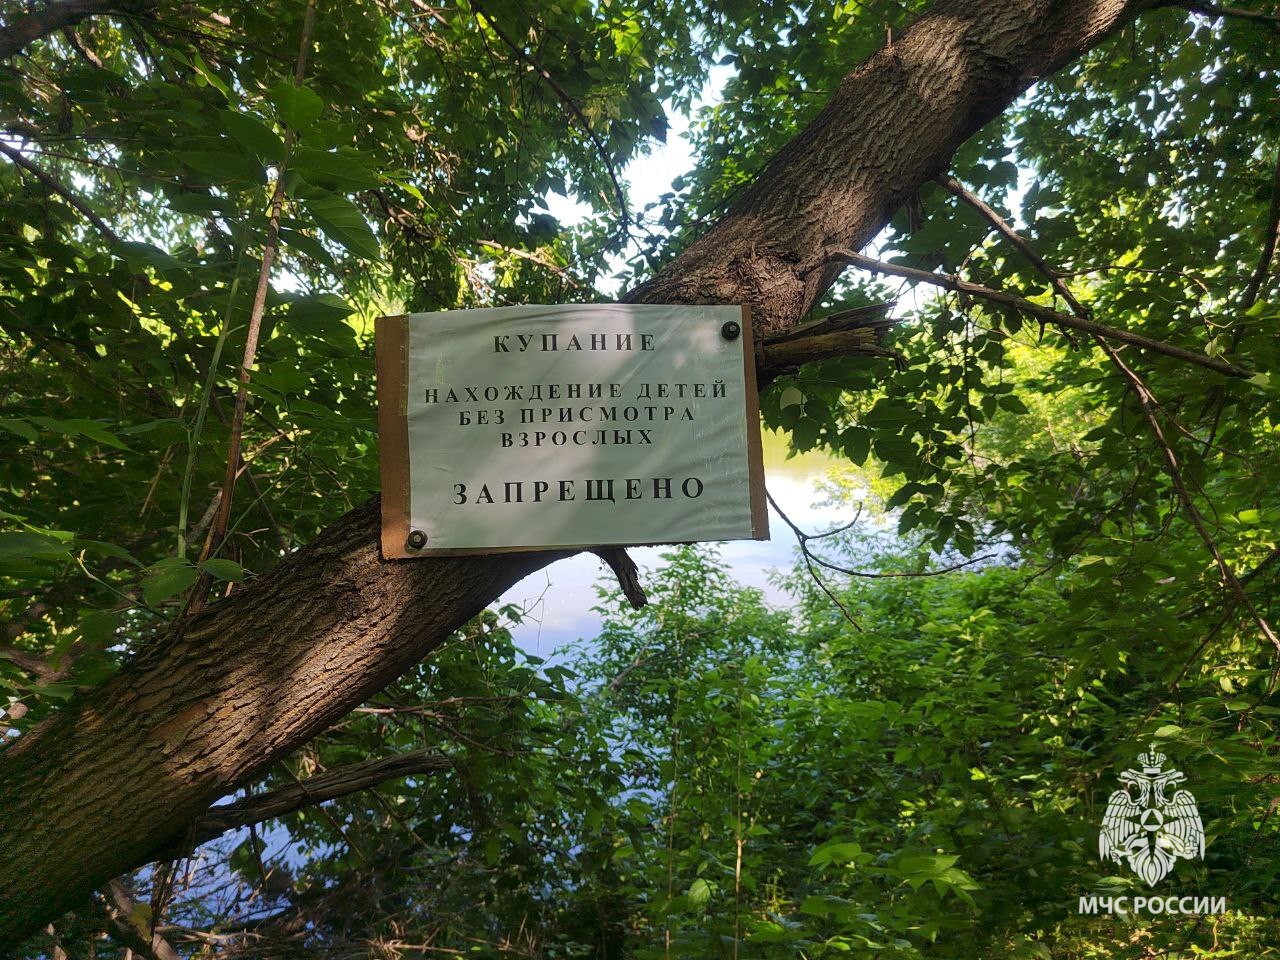 КУПАНИЕ
НАХОЖДЕНИЕ ДЕТЕЙ
БЕЗ ПРИСМОТРА
ВЗРОСЛЫХ
ЗАПРЕЩЕНО
МЧС РОССИИ